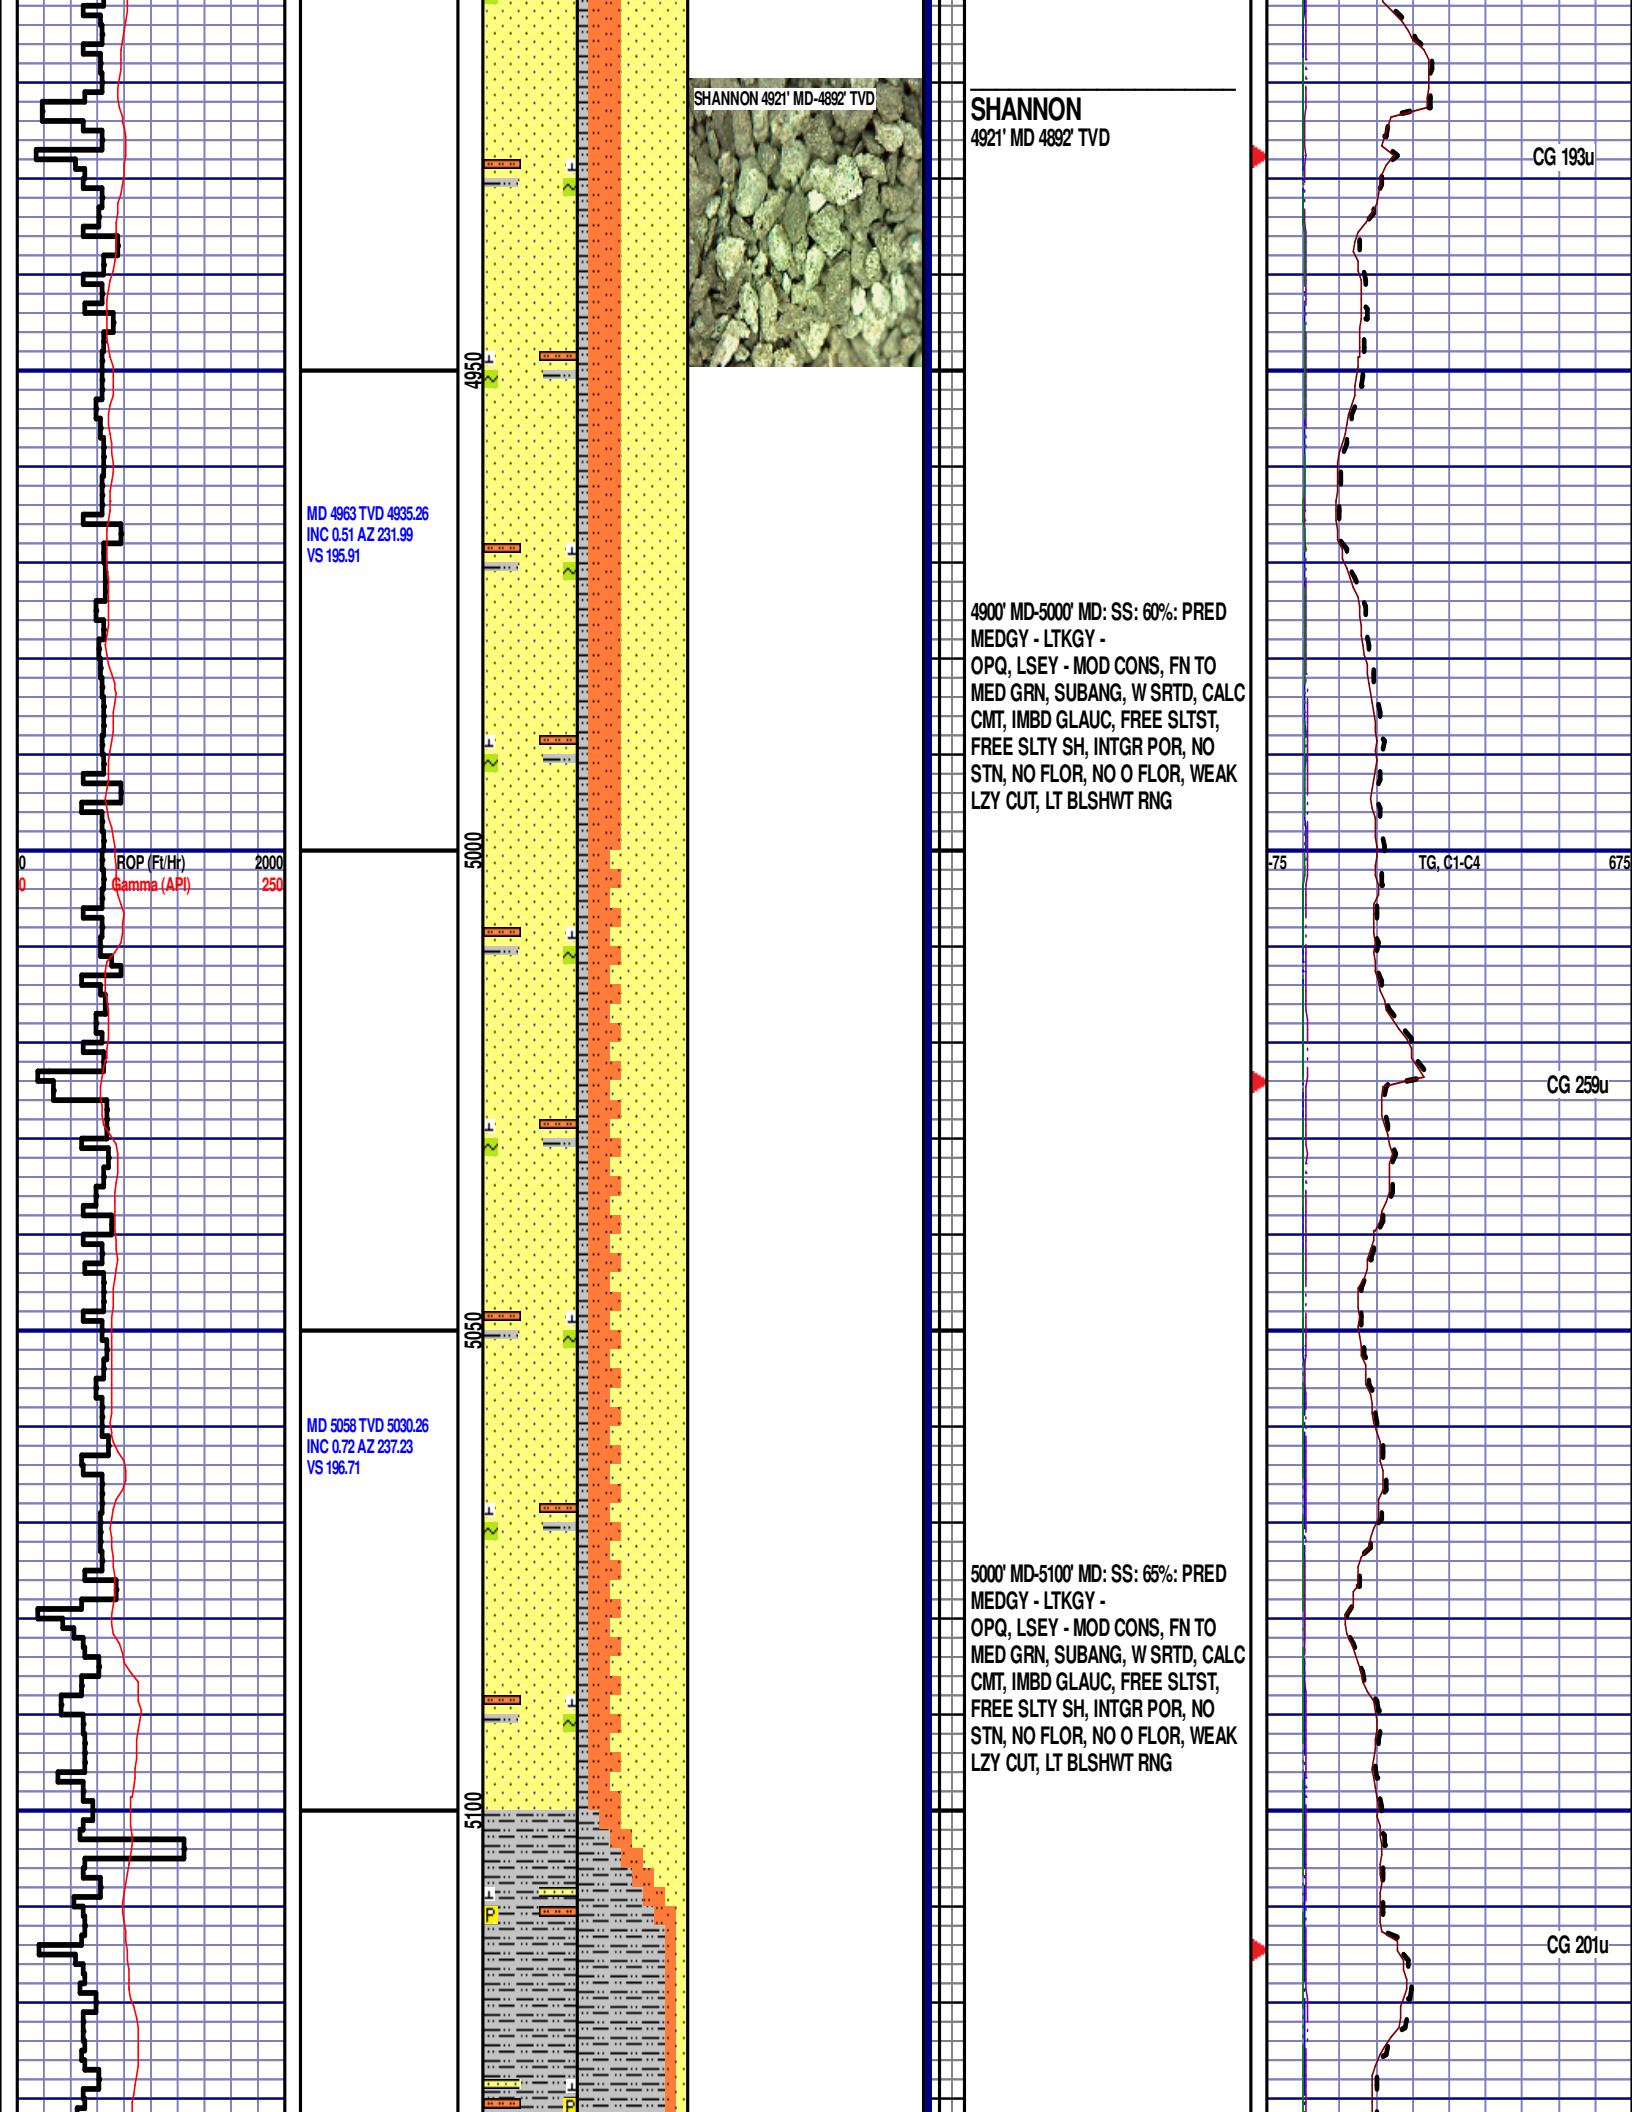 SHANNON 4921' MD-4892' TVD
SHANNON
4921' MD 4892' TVD
CG 193u
4950
MD 4963 TVD 4935.26
INC 0.51 AZ 231.99
VS 195.91
4900' MD-5000' MD: SS: 60%: PRED
MEDGY - LTKGY -
OPQ, LSEY - MOD CONS, FN TO
MED GRN, SUBANG, W SRTD, CALC
CMT, IMBD GLAUC, FREE SLTST,
FREE SLTY SH, INTGR POR, NO
STN, NO FLOR, NO O FLOR, WEAK
LZY CUT, LT BLSHWT RNG
5000
0 ROP (Ft/Hr) 2000
0 Gamma (API) 250
-75 TG, C1-C4 675
CG 259u
5050
MD 5058 TVD 5030.26
INC 0.72 AZ 237.23
VS 196.71
5000' MD-5100' MD: SS: 65%: PRED
MEDGY - LTKGY -
OPQ, LSEY - MOD CONS, FN TO
MED GRN, SUBANG, W SRTD, CALC
CMT, IMBD GLAUC, FREE SLTST,
FREE SLTY SH, INTGR POR, NO
STN, NO FLOR, NO O FLOR, WEAK
LZY CUT, LT BLSHWT RNG
5100
P
CG 201u
P